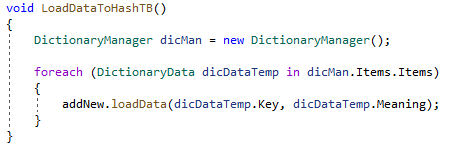 void LoadDataToHashTB()
{
DictionaryManager dicMan = new DictionaryManager();
foreach (DictionaryData dicDataTemp in dicMan.Items.Items)
{
addNew.loadData(dicDataTemp.Key, dicDataTemp.Meaning);
}
}